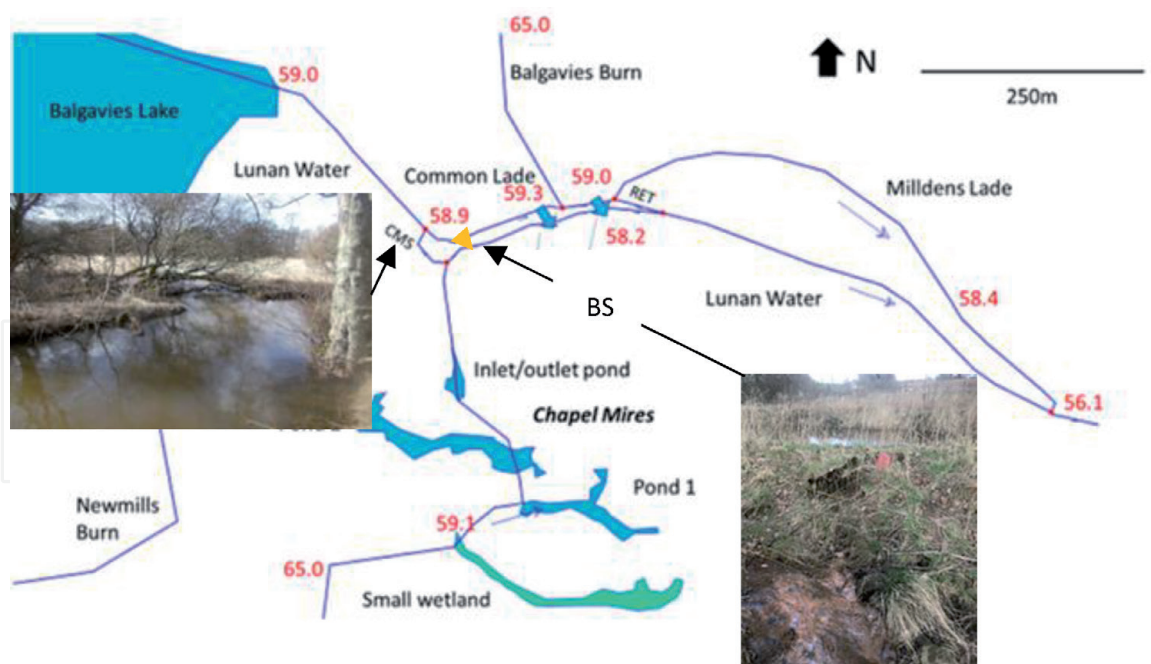 65.0
Balgavies Burn
N
250m
59.0
Balgavies Lake
Lunan Water
Common Lade
59.3
59.0
RET
Milldens Lade
58.9
CMS
58.2
BS
Lunan Water
58.4
Inlet/outlet pond
Chapel Mires
56.1
Pond 1
Newmills
Burn
59.1
65.0
Small wetland